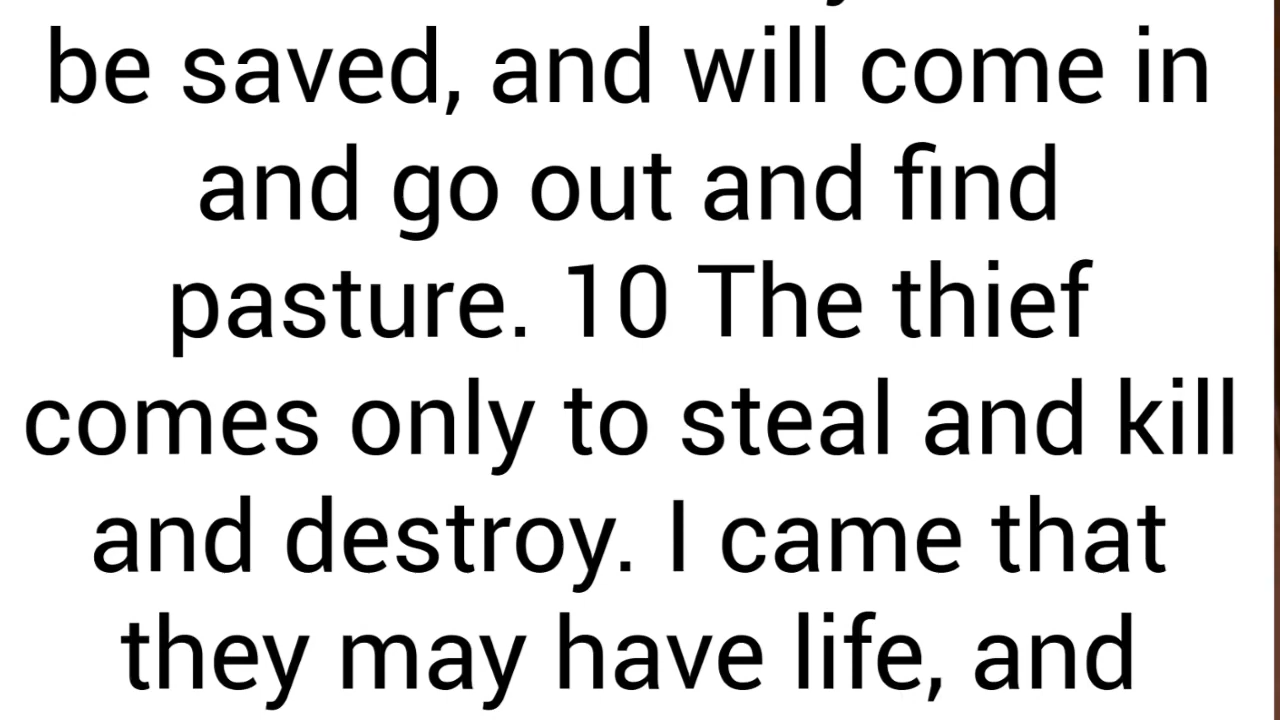 be saved, and will come in
and go out and find
pasture. 10 The thief
comes only to steal and kill
and destroy. I came that
they may have life, and